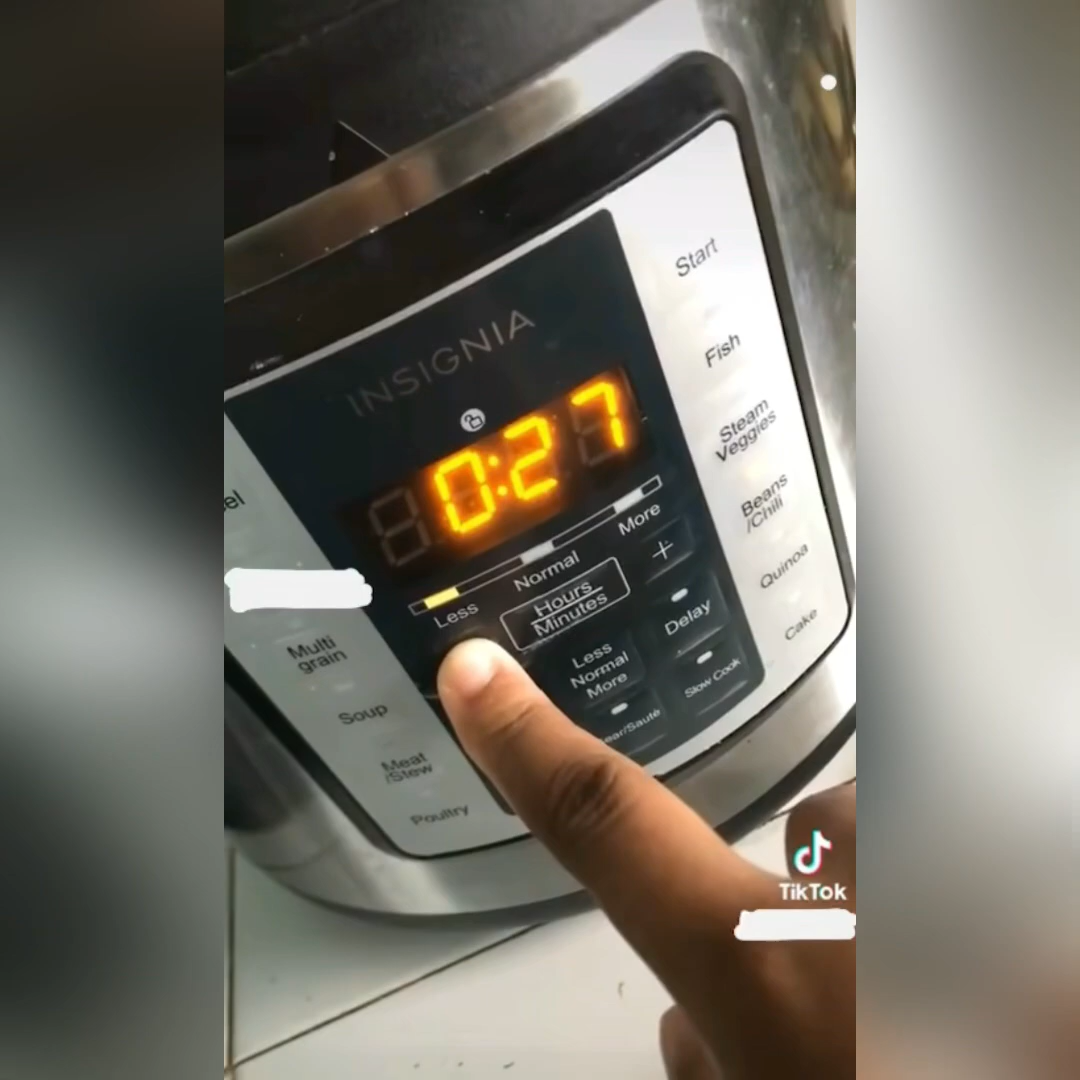 INSIGNIA
0:27
Less
Normal
More
Hours
Minutes
+
Less
Normal
More
Delay
Slow Cook
Start
Fish
Steam
Veggies
Beans
/Chili
Quinoa
Cake
Multi
grain
Soup
Meat
/Stew
Poultry
TikTok